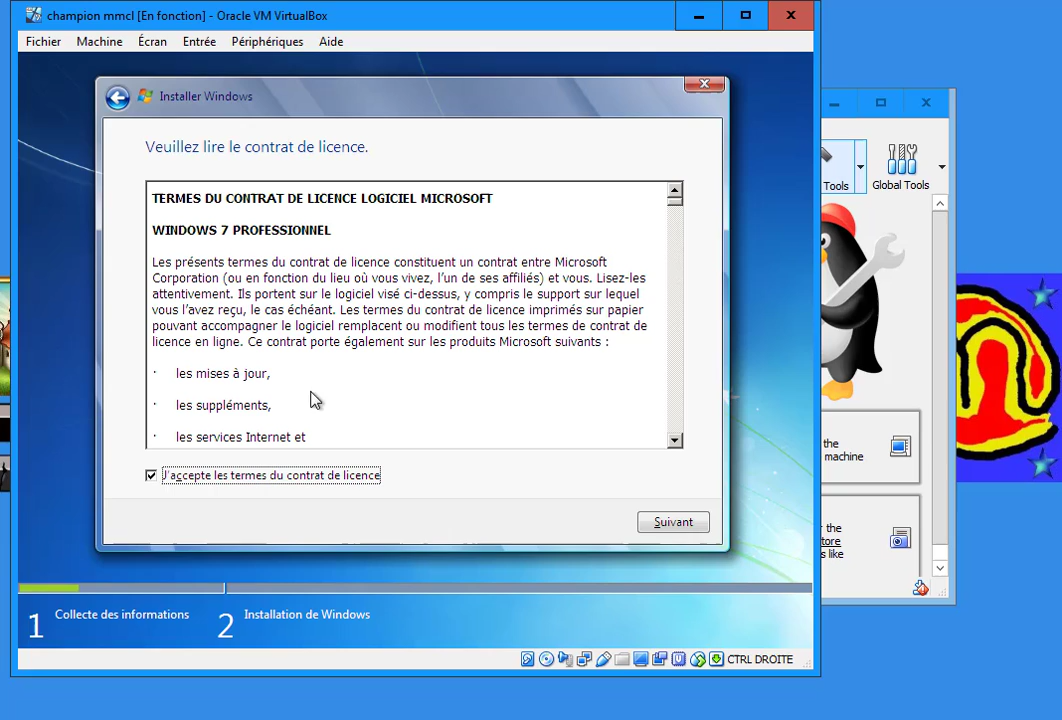 champion mmcl [En fonction] - Oracle VM VirtualBox
Fichier Machine Écran Entrée Périphériques Aide
Installer Windows
Veuillez lire le contrat de licence.
TERMES DU CONTRAT DE LICENCE LOGICIEL MICROSOFT
WINDOWS 7 PROFESSIONNEL
Les présents termes du contrat de licence constituent un contrat entre Microsoft
Corporation (ou en fonction du lieu où vous vivez, l'un de ses affiliés) et vous. Lisez-les
attentivement. Ils portent sur le logiciel visé ci-dessus, y compris le support sur lequel
vous l'avez reçu, le cas échéant. Les termes du contrat de licence imprimés sur papier
pouvant accompagner le logiciel remplacent ou modifient tous les termes de contrat de
licence en ligne. Ce contrat porte également sur les produits Microsoft suivants :
· les mises à jour,
· les suppléments,
· les services Internet et
J'accepte les termes du contrat de licence
Suivant
1 Collecte des informations
2 Installation de Windows
CTRL DROITE
Tools
Global Tools
the
machine
the
ore
s like